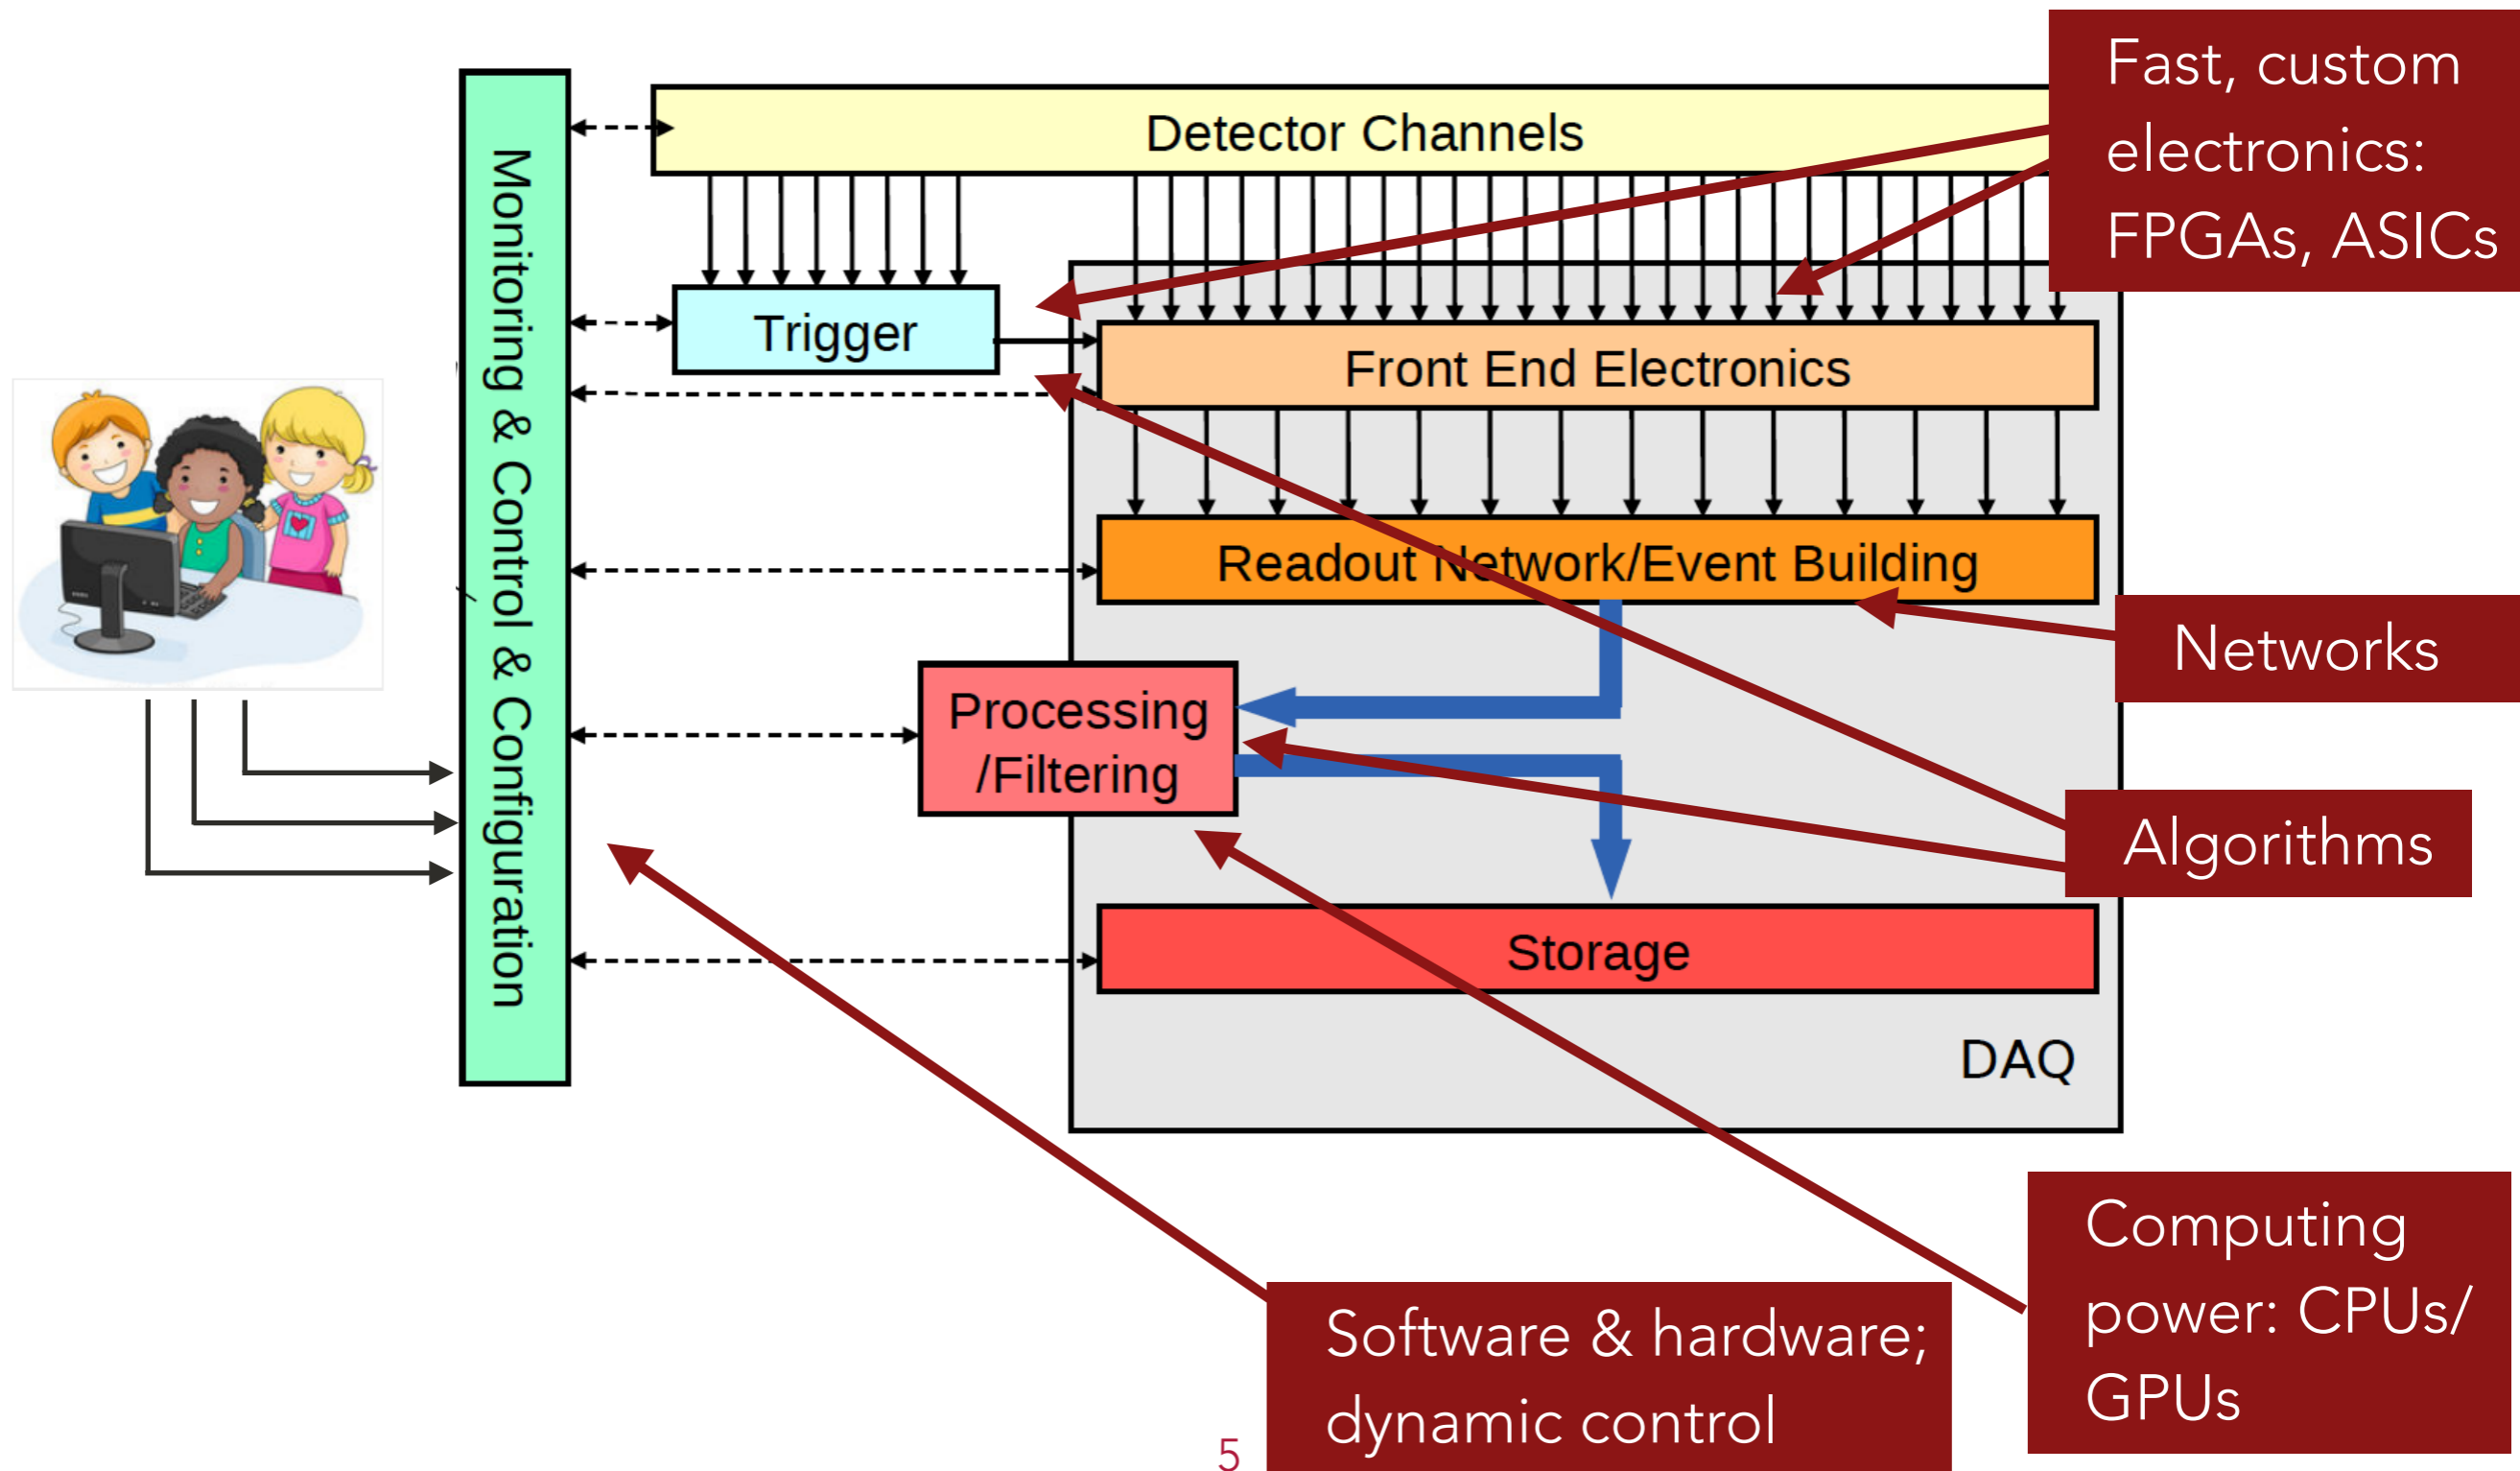 Fast, custom
electronics:
FPGAs, ASICs
Detector Channels
Monitoring & Control & Configuration
Trigger
Front End Electronics
Readout Network/Event Building
Networks
Processing
/Filtering
Algorithms
Storage
DAQ
Computing
power: CPUs/
GPUs
Software & hardware;
dynamic control
5